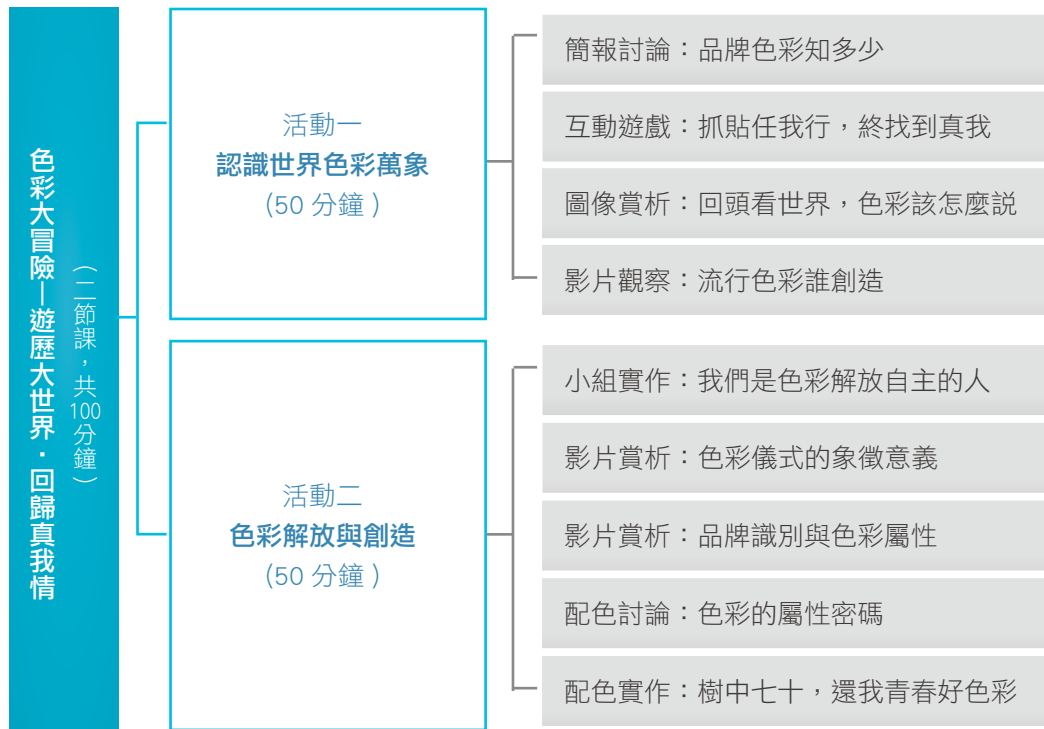 色彩大冒險—遊歷大世界．回歸真我情
（二節課，共100分鐘）
活動一
認識世界色彩萬象
（50 分鐘）
簡報討論：品牌色彩知多少
互動遊戲：抓貼任我行，終找到真我
圖像賞析：回頭看世界，色彩該怎麼説
影片觀察：流行色彩誰創造
活動二
色彩解放與創造
（50 分鐘）
小組實作：我們是色彩解放自主的人
影片賞析：色彩儀式的象徵意義
影片賞析：品牌識別與色彩屬性
配色討論：色彩的屬性密碼
配色實作：樹中七十，還我青春好色彩